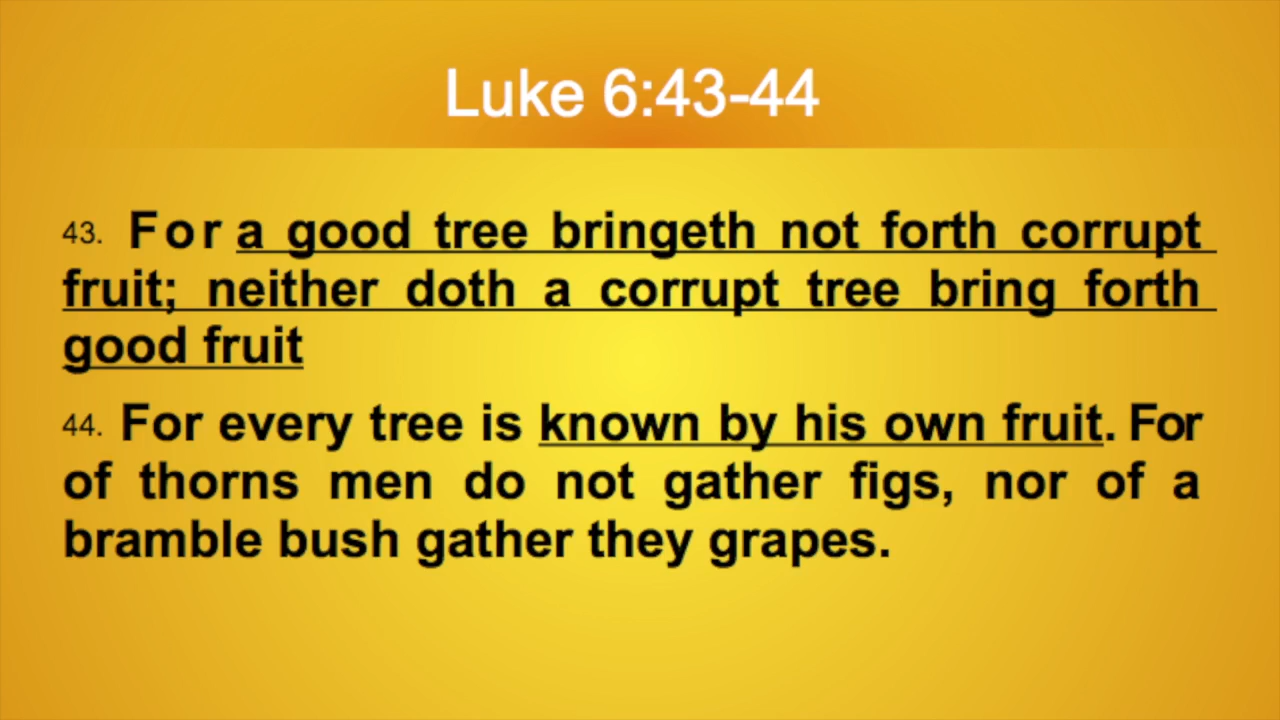 Luke 6:43-44
43. For a good tree bringeth not forth corrupt
fruit; neither doth a corrupt tree bring forth
good fruit
44. For every tree is known by his own fruit. For
of thorns men do not gather figs, nor of a
bramble bush gather they grapes.